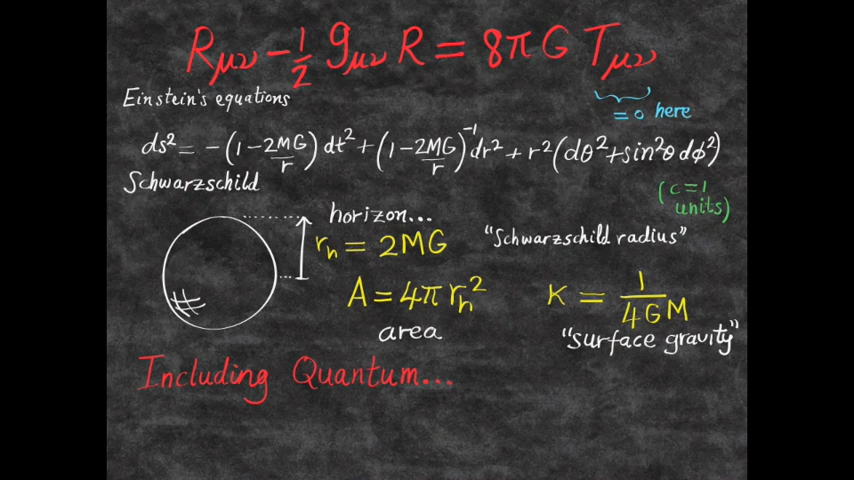 Rμν − 1/2 gμν R = 8πG Tμν
Einstein's equations
= 0 here
ds² = −(1 − 2MG/r) dt² + (1 − 2MG/r)⁻¹ dr² + r² (dθ² + sin²θ dφ²)
Schwarzschild
(c=1
units)
horizon...
rₕ = 2MG
"Schwarzschild radius"
A = 4π rₕ²
κ = 1/4GM
area
"surface gravity"
Including Quantum...